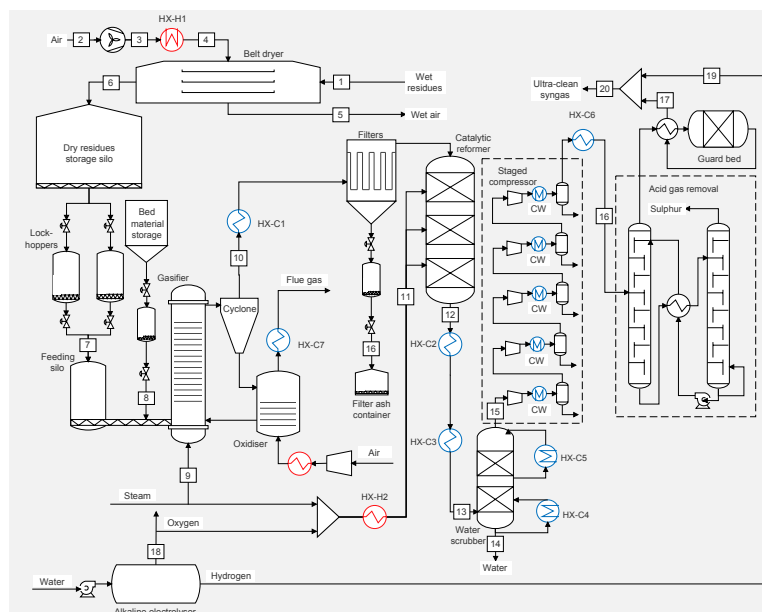 HX-H1
Air
2
3
4
Belt dryer
6
1
Wet
residues
5
Wet air
Dry residues
storage silo
Bed
material
storage
Lock-
hoppers
7
Feeding
silo
8
Gasifier
9
HX-C1
10
Cyclone
Flue gas
HX-C7
Oxidiser
Air
Filters
16
Filter ash
container
Catalytic
reformer
11
12
HX-C2
HX-C3
13
Water
scrubber
14
Water
15
HX-C5
HX-C4
Staged
compressor
CW
CW
CW
CW
CW
HX-C6
16
Ultra-clean
syngas
20
17
19
Guard bed
Acid gas removal
Sulphur
Steam
Oxygen
HX-H2
18
Hydrogen
Water
Alkaline electrolyser